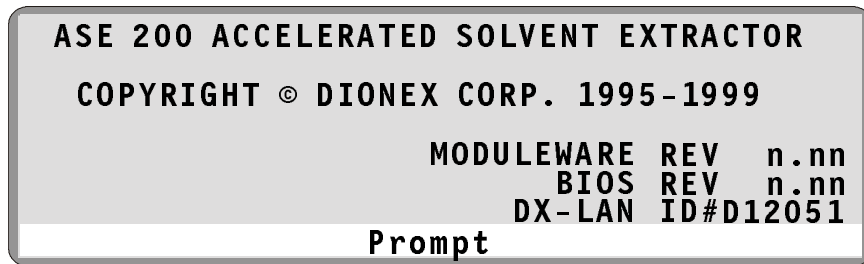 ASE 200 ACCELERATED SOLVENT EXTRACTOR
COPYRIGHT © DIONEX CORP. 1995-1999
MODULEWARE REV n.nn
BIOS REV n.nn
DX-LAN ID#D12051
Prompt